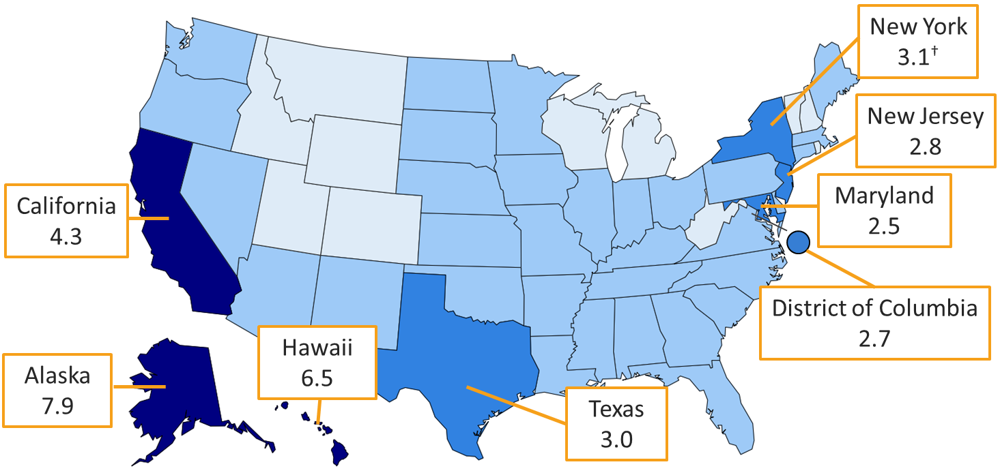 New York
3.1†
New Jersey
2.8
Maryland
2.5
California
4.3
District of Columbia
2.7
Hawaii
6.5
Alaska
7.9
Texas
3.0